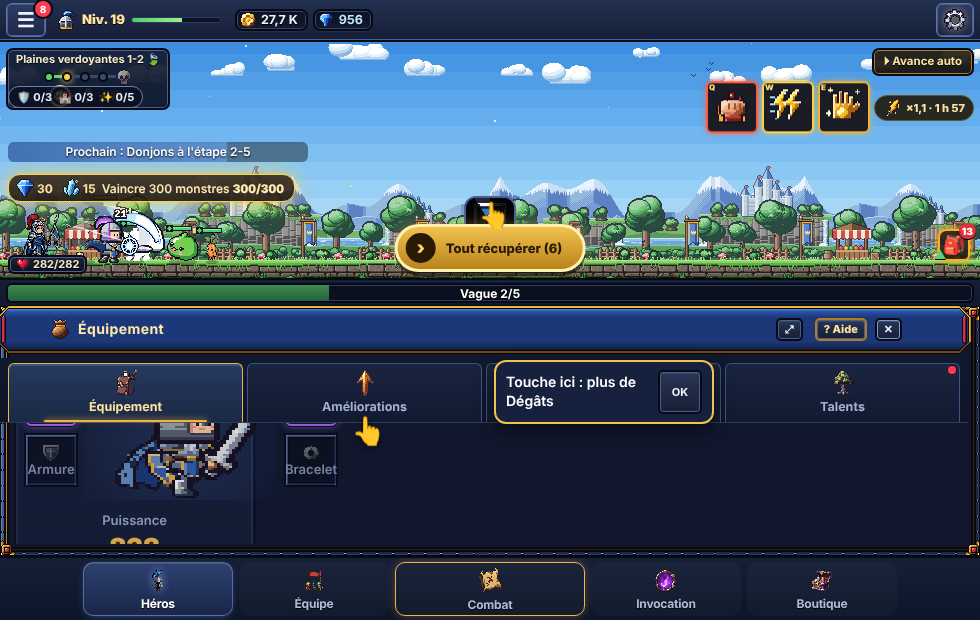 8
Niv. 19
27,7 K
956
Plaines verdoyantes 1-2
0/3 0/3 0/5
Avance auto
Q
W
E
×1,1 · 1 h 57
Prochain : Donjons à l'étape 2-5
30 15 Vaincre 300 monstres 300/300
21
Tout récupérer (6)
13
282/282
Vague 2/5
Équipement
? Aide
Équipement
Améliorations
Touche ici : plus de
Dégâts
OK
Talents
Armure
Bracelet
Puissance
Héros
Équipe
Combat
Invocation
Boutique